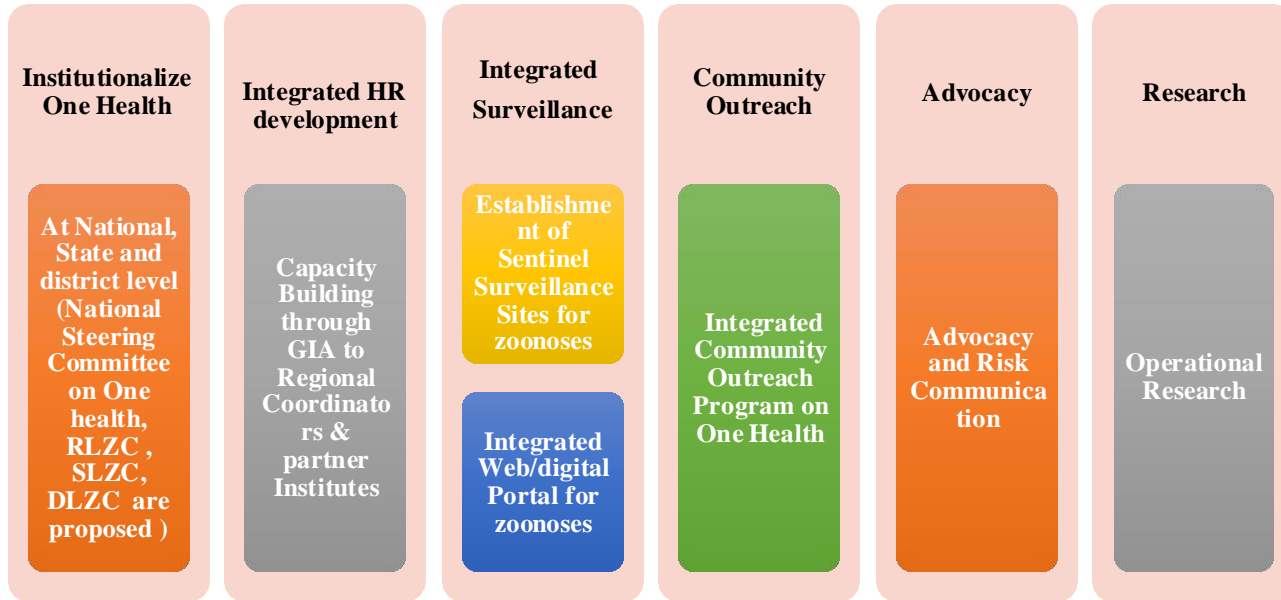 Institutionalize
One Health
At National,
State and
district level
(National
Steering
Committee
on One
health,
RLZC ,
SLZC,
DLZC are
proposed )
Integrated HR
development
Capacity
Building
through
GIA to
Regional
Coordinato
rs &
partner
Institutes
Integrated
Surveillance
Establishme
nt of
Sentinel
Surveillance
Sites for
zoonoses
Integrated
Web/digital
Portal for
zoonoses
Community
Outreach
Integrated
Community
Outreach
Program on
One Health
Advocacy
Advocacy
and Risk
Communica
tion
Research
Operational
Research